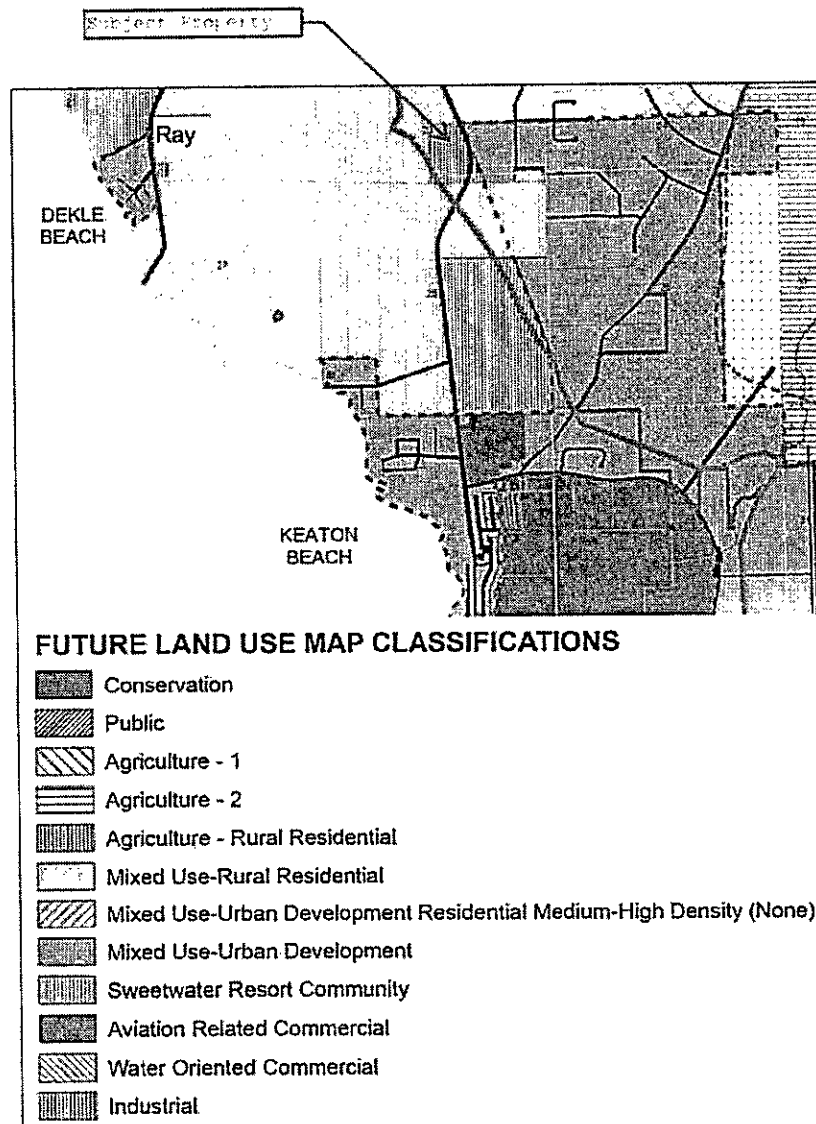 Subject Property
Ray
DEKLE
BEACH
KEATON
BEACH
FUTURE LAND USE MAP CLASSIFICATIONS
Conservation
Public
Agriculture - 1
Agriculture - 2
Agriculture - Rural Residential
Mixed Use-Rural Residential
Mixed Use-Urban Development Residential Medium-High Density (None)
Mixed Use-Urban Development
Sweetwater Resort Community
Aviation Related Commercial
Water Oriented Commercial
Industrial